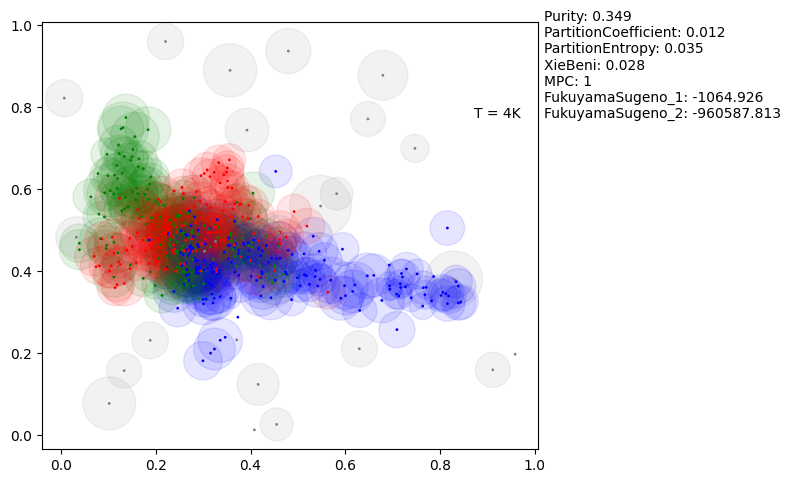 Purity: 0.349
PartitionCoefficient: 0.012
PartitionEntropy: 0.035
XieBeni: 0.028
MPC: 1
FukuyamaSugeno_1: -1064.926
FukuyamaSugeno_2: -960587.813
T = 4K
1.0
0.8
0.6
0.4
0.2
0.0
0.0 0.2 0.4 0.6 0.8 1.0